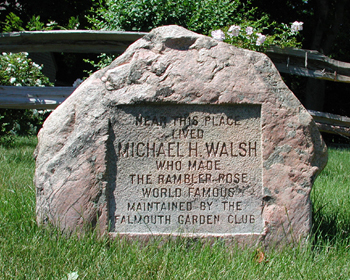 NEAR THIS PLACE
LIVED
MICHAEL H. WALSH
WHO MADE
THE RAMBLER ROSE
WORLD FAMOUS
MAINTAINED BY THE
FALMOUTH GARDEN CLUB